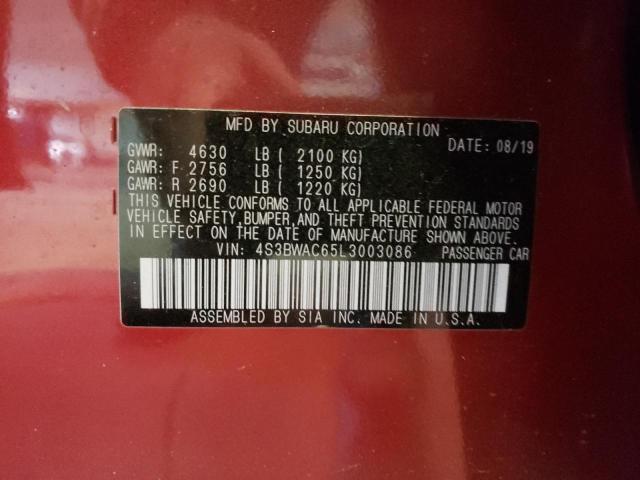 MFD BY SUBARU CORPORATION
DATE: 08/19
GVWR: 4630 LB ( 2100 KG)
GAWR: F 2756 LB ( 1250 KG)
GAWR: R 2690 LB ( 1220 KG)
THIS VEHICLE CONFORMS TO ALL APPLICABLE FEDERAL MOTOR
VEHICLE SAFETY, BUMPER, AND THEFT PREVENTION STANDARDS
IN EFFECT ON THE DATE OF MANUFACTURE SHOWN ABOVE.
VIN: 4S3BWAC65L3003086 PASSENGER CAR
ASSEMBLED BY SIA INC. MADE IN U.S.A.